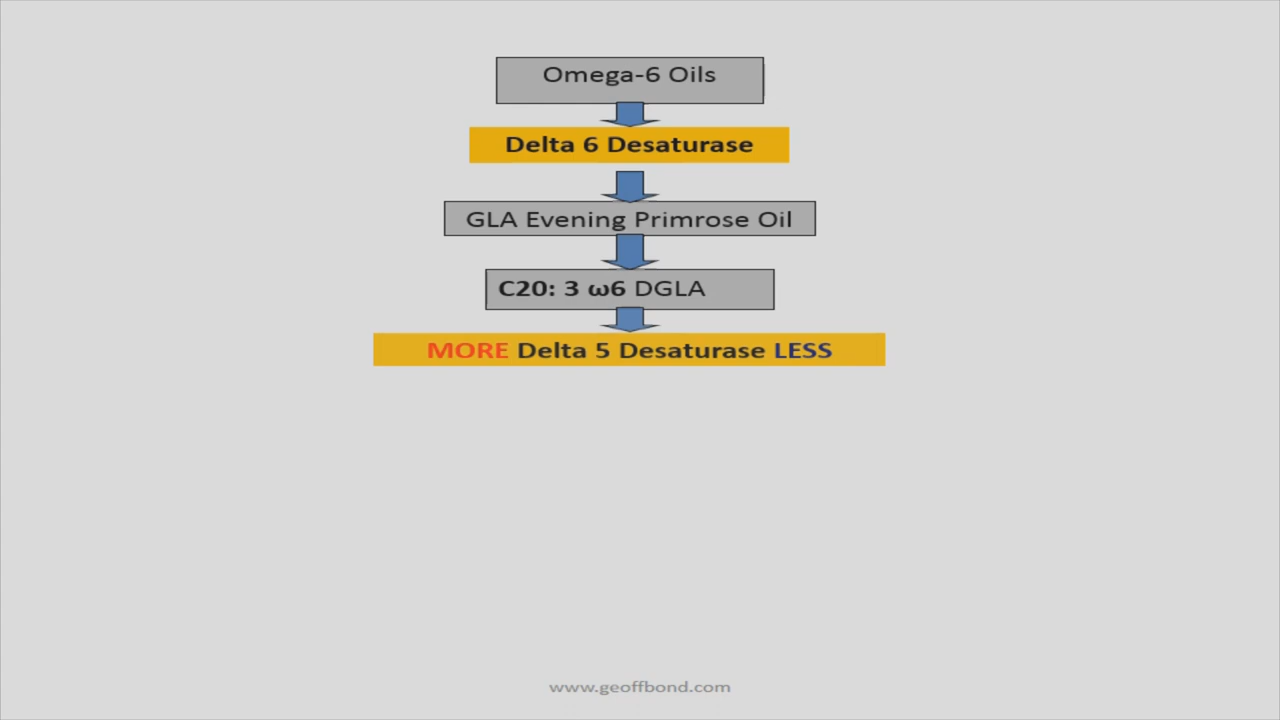 Omega-6 Oils
Delta 6 Desaturase
GLA Evening Primrose Oil
C20: 3 ω6 DGLA
MORE Delta 5 Desaturase LESS
www.geoffbond.com